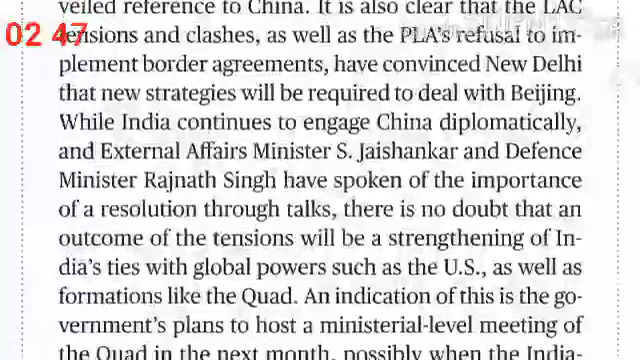 veiled reference to China. It is also clear that the LAC
02 47
tensions and clashes, as well as the PLA's refusal to im-
plement border agreements, have convinced New Delhi
that new strategies will be required to deal with Beijing.
While India continues to engage China diplomatically,
and External Affairs Minister S. Jaishankar and Defence
Minister Rajnath Singh have spoken of the importance
of a resolution through talks, there is no doubt that an
outcome of the tensions will be a strengthening of In-
dia's ties with global powers such as the U.S., as well as
formations like the Quad. An indication of this is the go-
vernment's plans to host a ministerial-level meeting of
the Quad in the next month, possibly when the India-